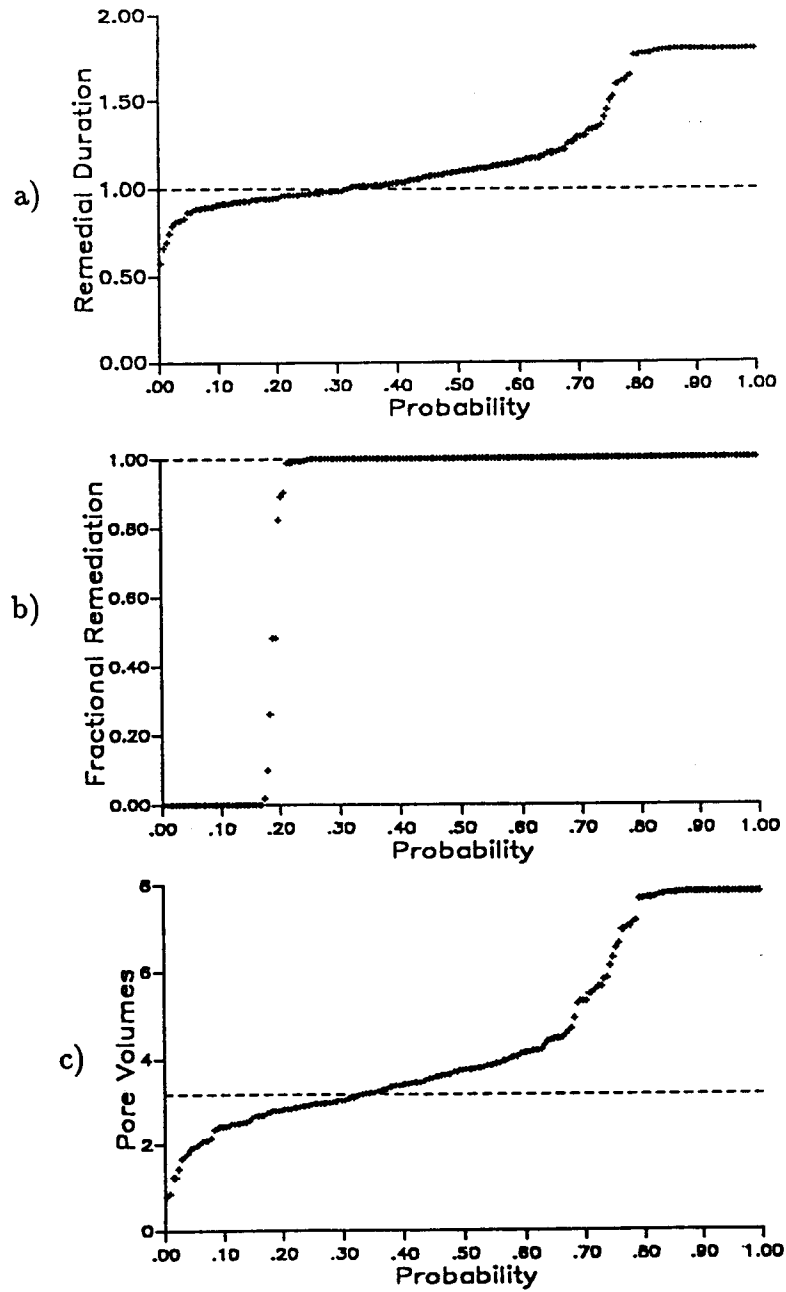 a)
Remedial Duration
2.00
1.50
1.00
0.50
0.00
.00 .10 .20 .30 .40 .50 .60 .70 .80 .90 1.00
Probability
b)
Fractional Remediation
1.00
0.80
0.60
0.40
0.20
0.00
.00 .10 .20 .30 .40 .50 .60 .70 .80 .90 1.00
Probability
c)
Pore Volumes
8
6
4
2
0
.00 .10 .20 .30 .40 .50 .60 .70 .80 .90 1.00
Probability